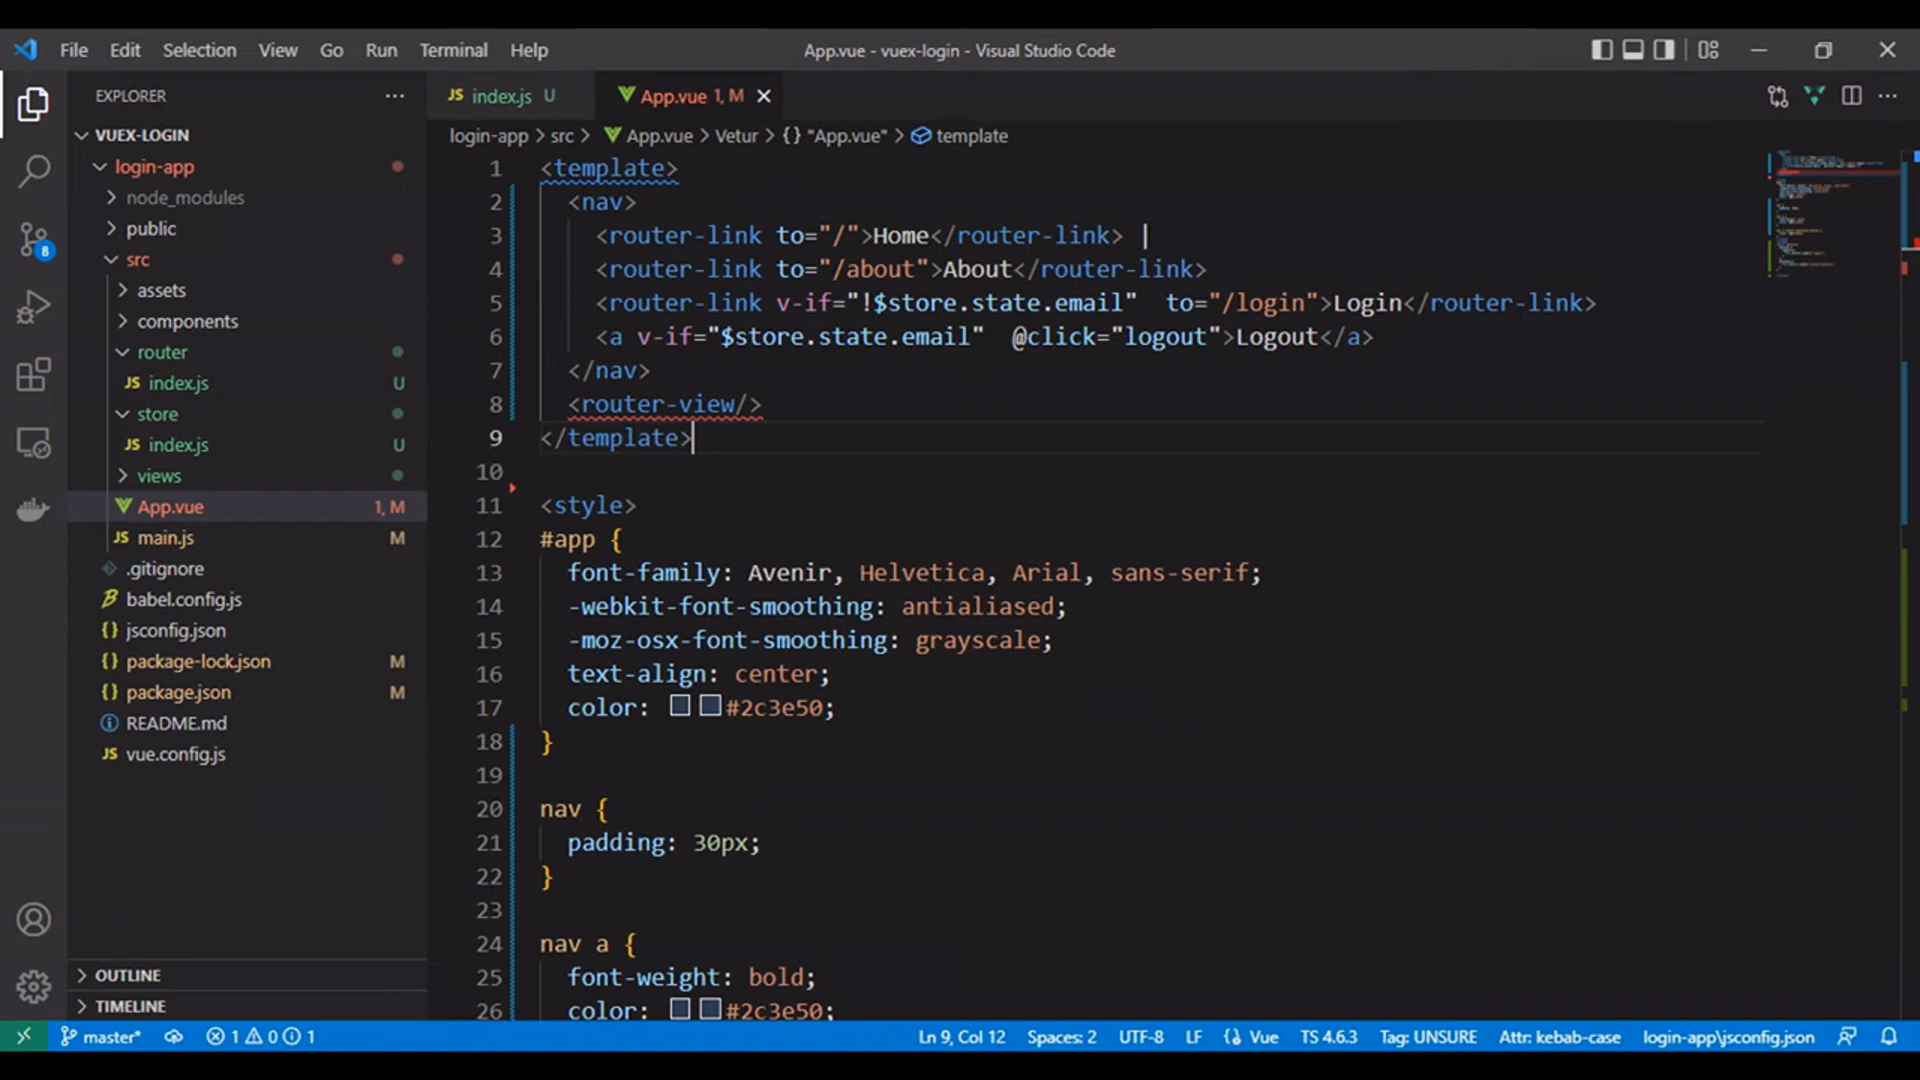 File Edit Selection View Go Run Terminal Help
App.vue - vuex-login - Visual Studio Code
EXPLORER
VUEX-LOGIN
login-app
node_modules
public
src
assets
components
router
JS index.js U
store
JS index.js U
views
App.vue 1, M
JS main.js M
.gitignore
babel.config.js
{} jsconfig.json
{} package-lock.json M
{} package.json M
README.md
JS vue.config.js
OUTLINE
TIMELINE
8
JS index.js U
App.vue 1, M
login-app > src > App.vue > Vetur > {} "App.vue" > template
1 <template>
2 <nav>
3 <router-link to="/">Home</router-link> |
4 <router-link to="/about">About</router-link>
5 <router-link v-if="!$store.state.email"  to="/login">Login</router-link>
6 <a v-if="$store.state.email"  @click="logout">Logout</a>
7 </nav>
8 <router-view/>
9 </template>
10
11 <style>
12 #app {
13 font-family: Avenir, Helvetica, Arial, sans-serif;
14 -webkit-font-smoothing: antialiased;
15 -moz-osx-font-smoothing: grayscale;
16 text-align: center;
17 color: #2c3e50;
18 }
19
20 nav {
21 padding: 30px;
22 }
23
24 nav a {
25 font-weight: bold;
26 color: #2c3e50;
master* 1 0 1 Ln 9, Col 12 Spaces: 2 UTF-8 LF {} Vue TS 4.6.3 Tag: UNSURE Attr: kebab-case login-app\jsconfig.json